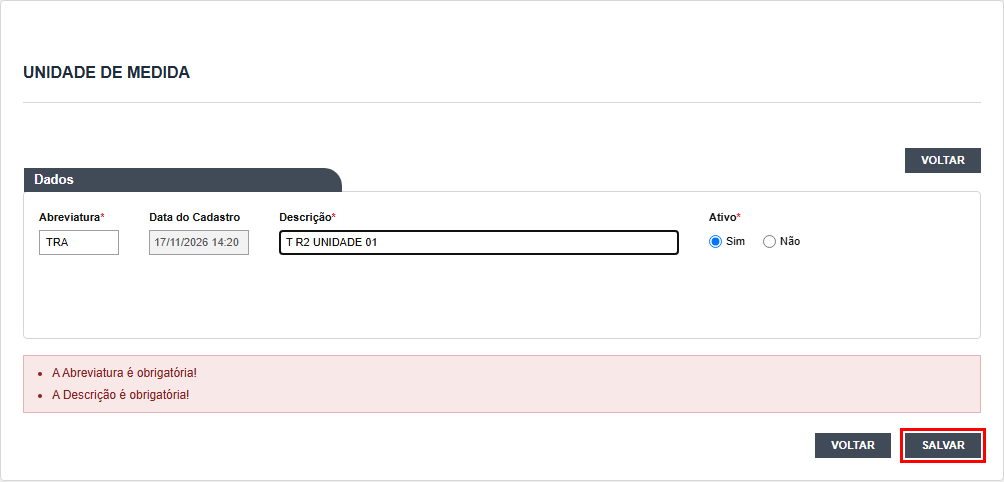 UNIDADE DE MEDIDA
VOLTAR
Dados
Abreviatura* Data do Cadastro Descrição* Ativo*
TRA 17/11/2026 14:20 T R2 UNIDADE 01 Sim Não
A Abreviatura é obrigatória!
A Descrição é obrigatória!
VOLTAR SALVAR